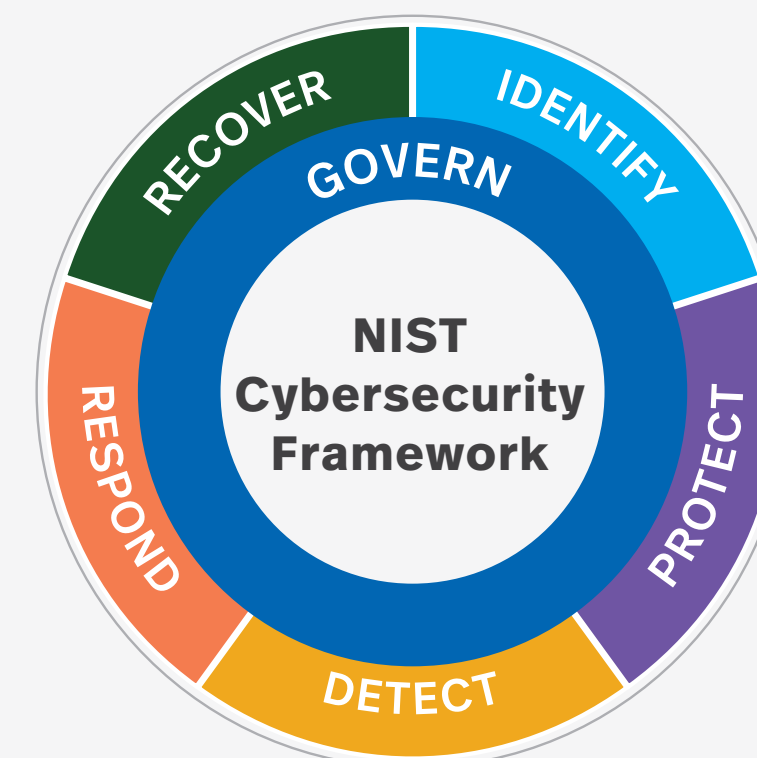 RECOVER
IDENTIFY
GOVERN
NIST
Cybersecurity
Framework
RESPOND
PROTECT
DETECT